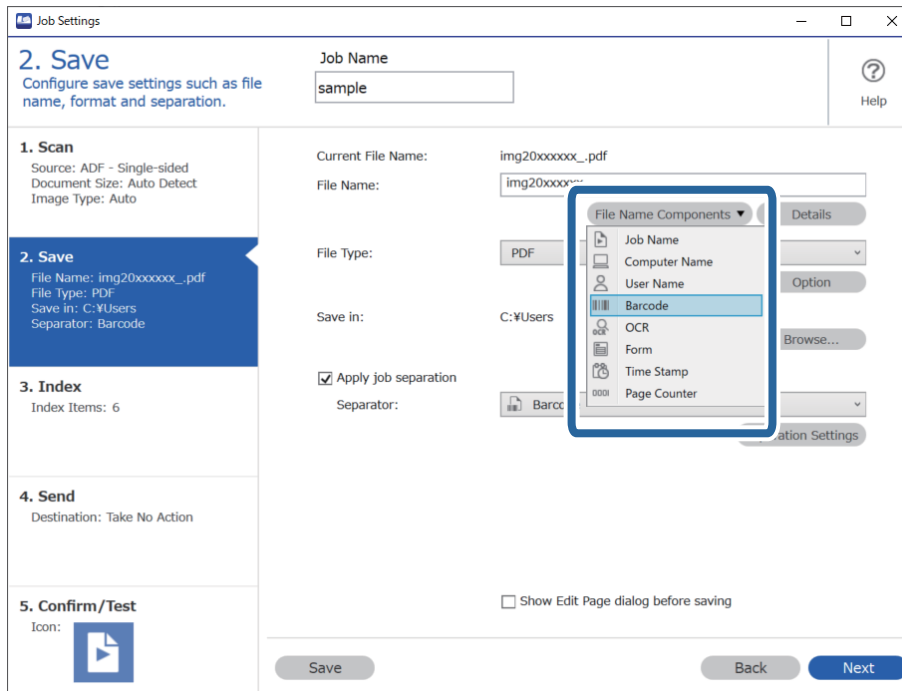 Job Settings
2. Save
Configure save settings such as file
name, format and separation.
Job Name
sample
Help
1. Scan
Source: ADF - Single-sided
Document Size: Auto Detect
Image Type: Auto
2. Save
File Name: img20xxxxxx_.pdf
File Type: PDF
Save in: C:¥Users
Separator: Barcode
3. Index
Index Items: 6
4. Send
Destination: Take No Action
5. Confirm/Test
Icon:
Current File Name: img20xxxxxx_.pdf
File Name: img20xxxxxx
File Name Components ▼ Details
Job Name
Computer Name
User Name
Barcode
OCR
Form
Time Stamp
0001 Page Counter
File Type: PDF
Option
Save in: C:¥Users
Browse...
Apply job separation
Separator:
Settings
Show Edit Page dialog before saving
Save Back Next